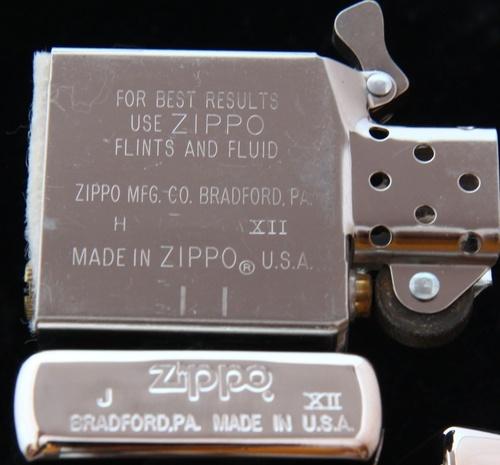 FOR BEST RESULTS
USE ZIPPO
FLINTS AND FLUID
ZIPPO MFG. CO. BRADFORD, PA.
H XII
MADE IN ZIPPO® U.S.A.
Zippo
J XII
BRADFORD,PA. MADE IN U.S.A.